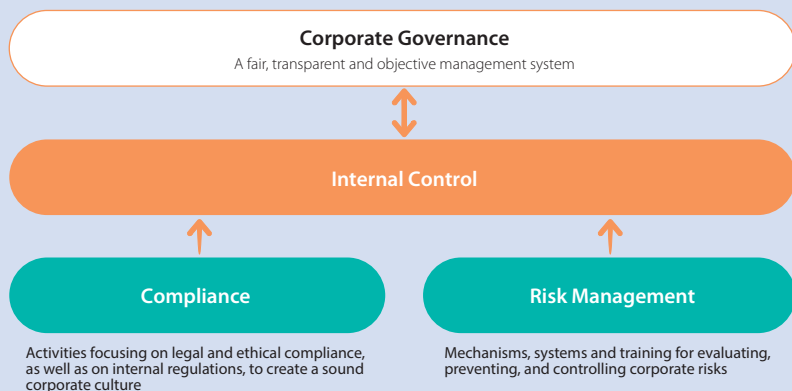 Corporate Governance
A fair, transparent and objective management system
Internal Control
Compliance
Risk Management
Activities focusing on legal and ethical compliance,
as well as on internal regulations, to create a sound
corporate culture
Mechanisms, systems and training for evaluating,
preventing, and controlling corporate risks